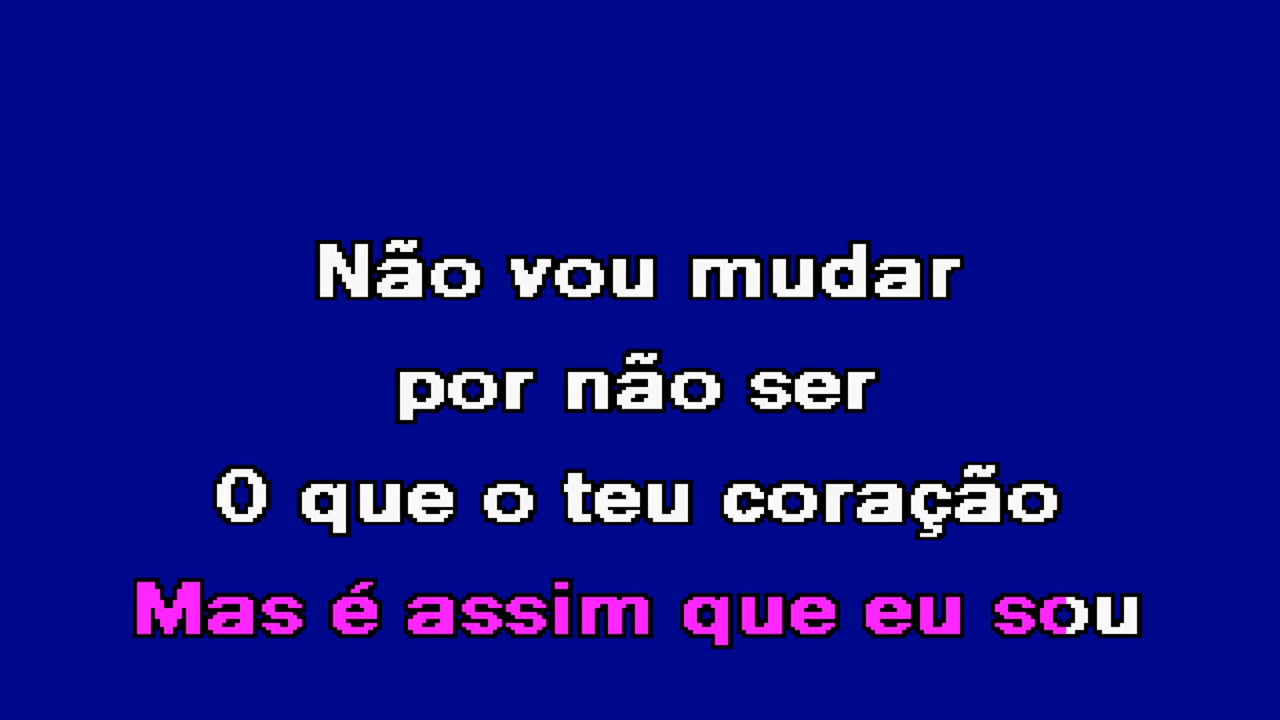 Não vou mudar
por não ser
O que o teu coração
Mas é assim que eu sou